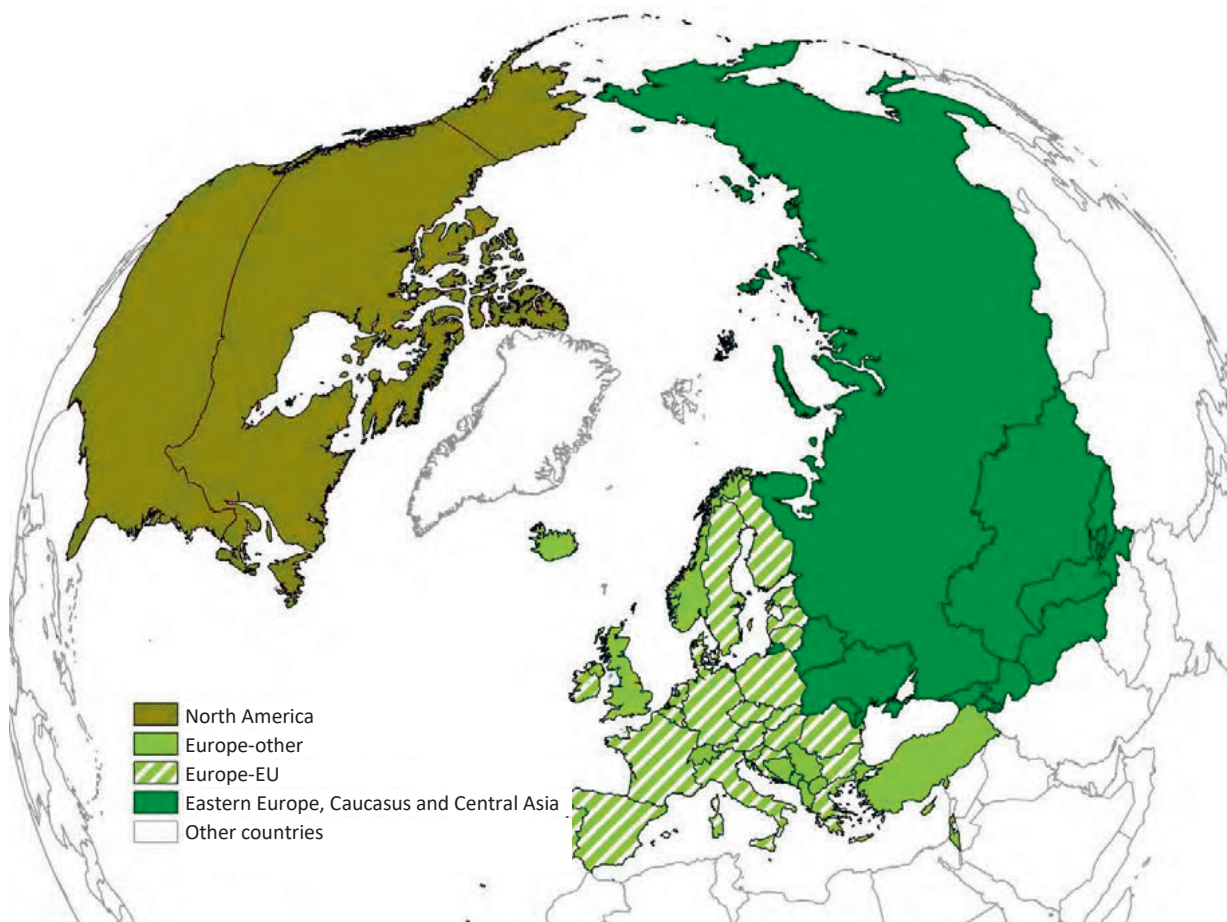 North America
Europe-other
Europe-EU
Eastern Europe, Caucasus and Central Asia
Other countries